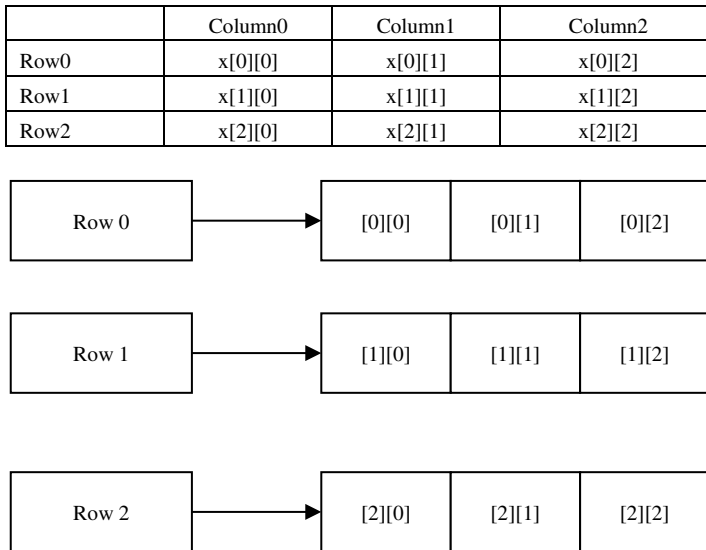 Column0 Column1 Column2
Row0 x[0][0] x[0][1] x[0][2]
Row1 x[1][0] x[1][1] x[1][2]
Row2 x[2][0] x[2][1] x[2][2]
Row 0 [0][0] [0][1] [0][2]
Row 1 [1][0] [1][1] [1][2]
Row 2 [2][0] [2][1] [2][2]